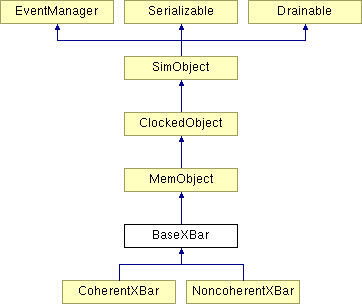 EventManager Serializable Drainable
SimObject
ClockedObject
MemObject
BaseXBar
CoherentXBar NoncoherentXBar